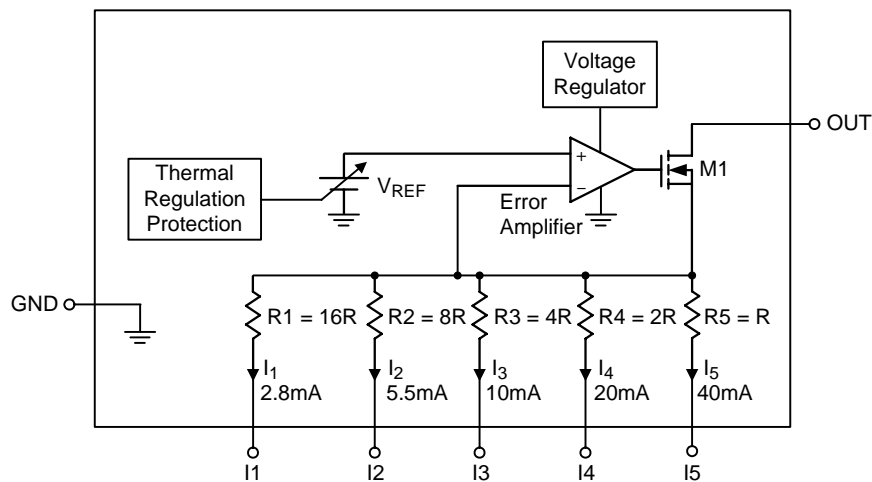 Voltage
Regulator
OUT
+
M1
Thermal
Regulation
Protection
VREF
−
Error
Amplifier
GND
R1 = 16R
R2 = 8R
R3 = 4R
R4 = 2R
R5 = R
I1
2.8mA
I2
5.5mA
I3
10mA
I4
20mA
I5
40mA
I1
I2
I3
I4
I5